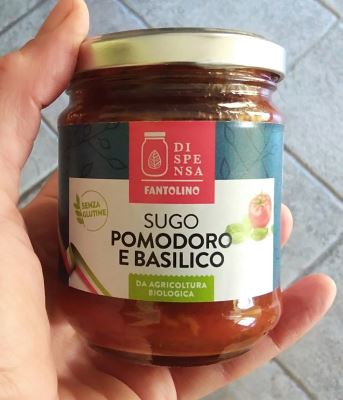 DI
SPE
NSA
FANTOLINO
SENZA
GLUTINE
SUGO
POMODORO
E BASILICO
DA AGRICOLTURA
BIOLOGICA